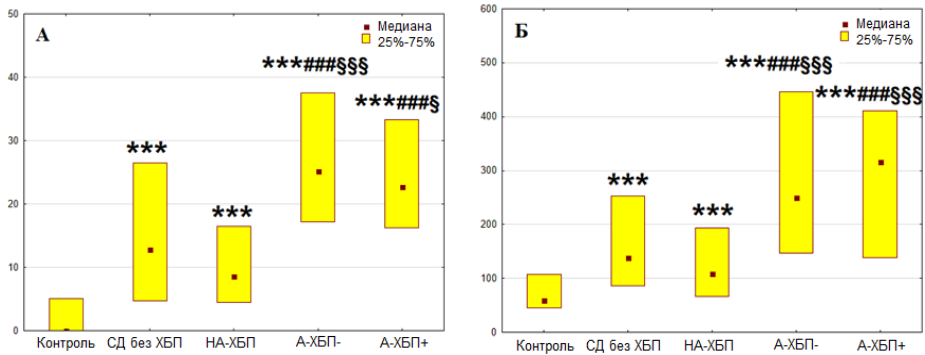 А
Медиана
25%-75%
50
40
30
20
10
0
***
***
***###§§§
***###§
Контроль
СД без ХБП
НА-ХБП
А-ХБП-
А-ХБП+
Б
Медиана
25%-75%
600
500
400
300
200
100
0
***
***
***###§§§
***###§§§
Контроль
СД без ХБП
НА-ХБП
А-ХБП-
А-ХБП+